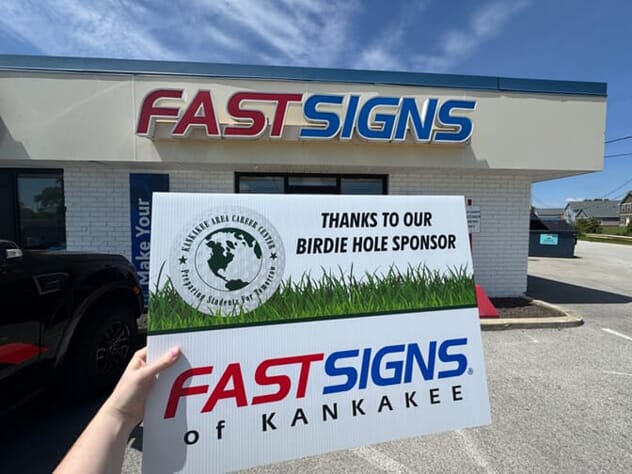 FASTSIGNS
Make Your
KANKAKEE AREA CAREER CENTER
Preparing Students For Tomorrow
THANKS TO OUR
BIRDIE HOLE SPONSOR
FASTSIGNS®
of KANKAKEE